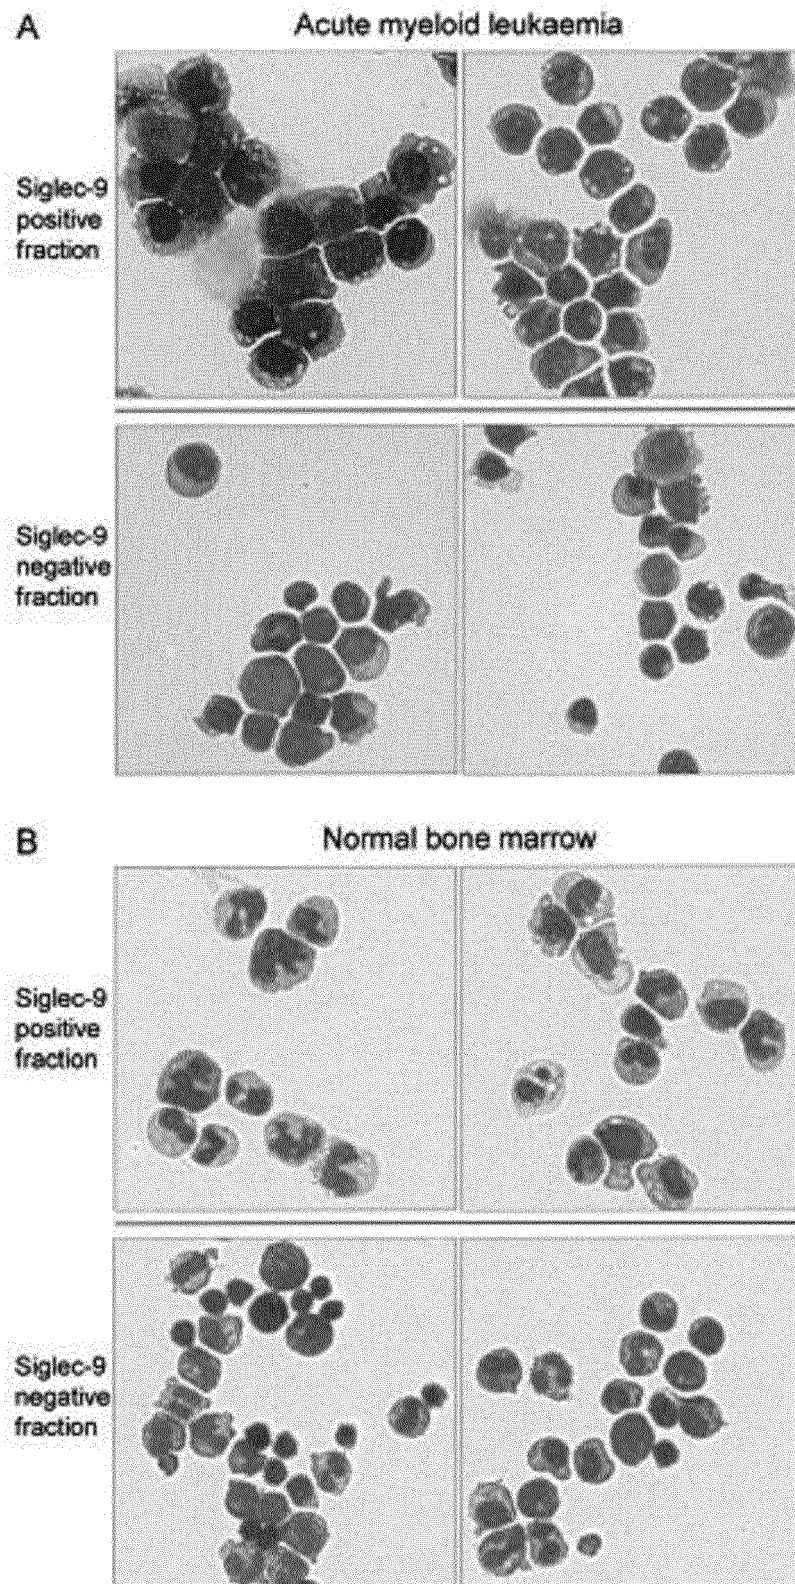 A
Acute myeloid leukaemia
Siglec-9
positive
fraction
Siglec-9
negative
fraction
B
Normal bone marrow
Siglec-9
positive
fraction
Siglec-9
negative
fraction